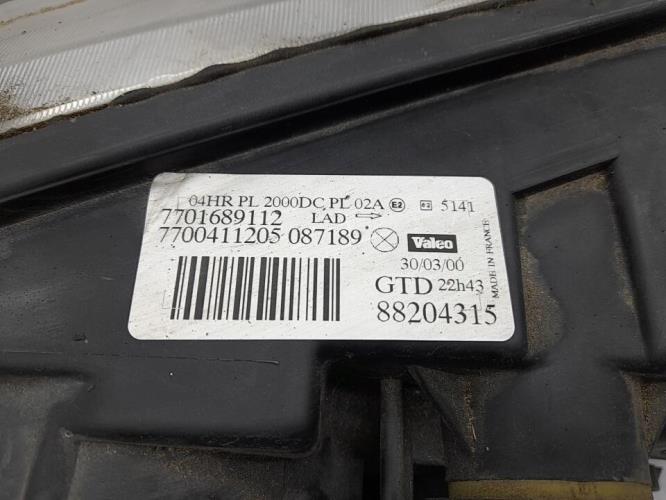 04HR PL 2000DC PL 02A E2 e2 5141
7701689112 LAD
7700411205 087189 Valeo
30/03/00
GTD 22h43
88204315
MADE IN FRANCE